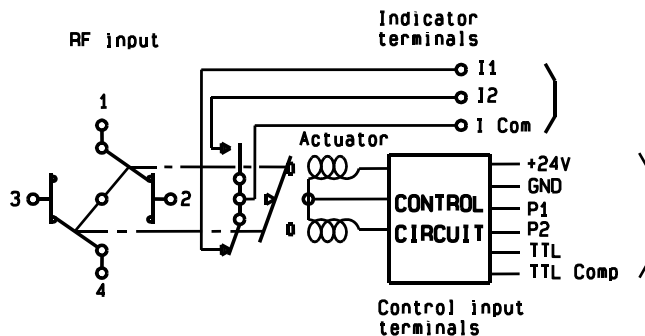 Indicator
terminals
RF input
I1
I2
I Com
1
Actuator
3
2
4
CONTROL
CIRCUIT
+24V
GND
P1
P2
TTL
TTL Comp
Control input
terminals